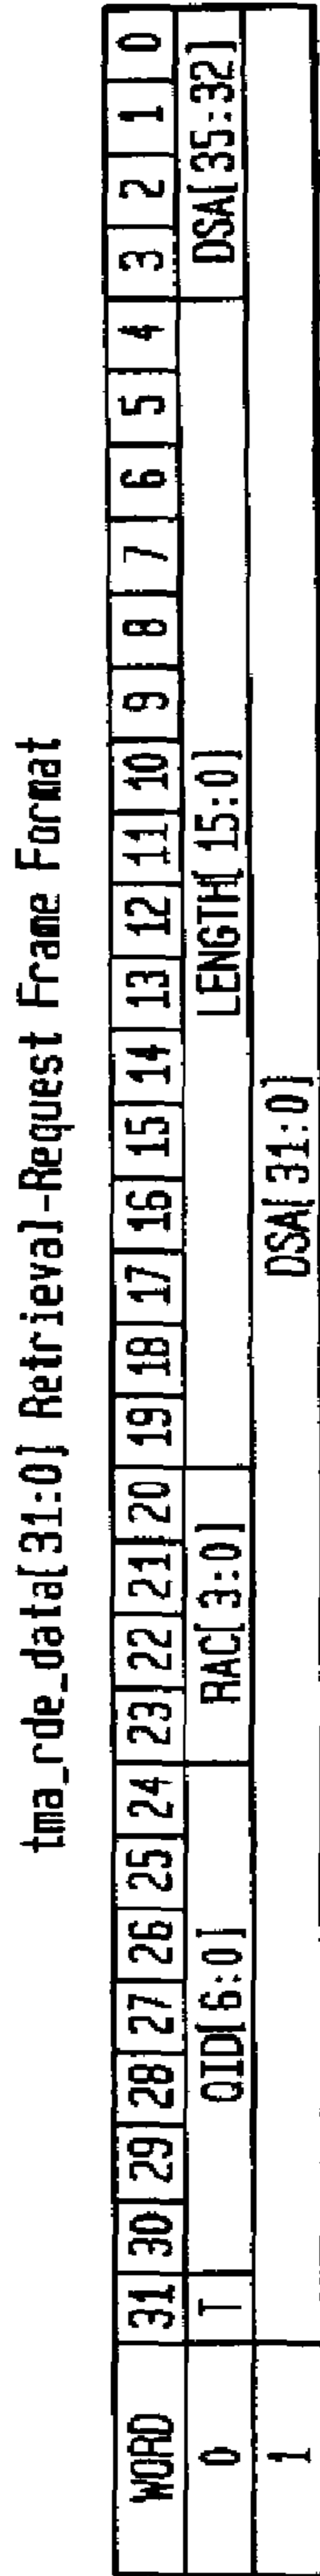 tma_rde_data[31:0] Retrieval-Request Frame Format
WORD 31 30 29 28 27 26 25 24 23 22 21 20 19 18 17 16 15 14 13 12 11 10 9 8 7 6 5 4 3 2 1 0
0 T QID[6:0] RAC[3:0] LENGTH[15:0] DSA[35:32]
1 DSA[31:0]